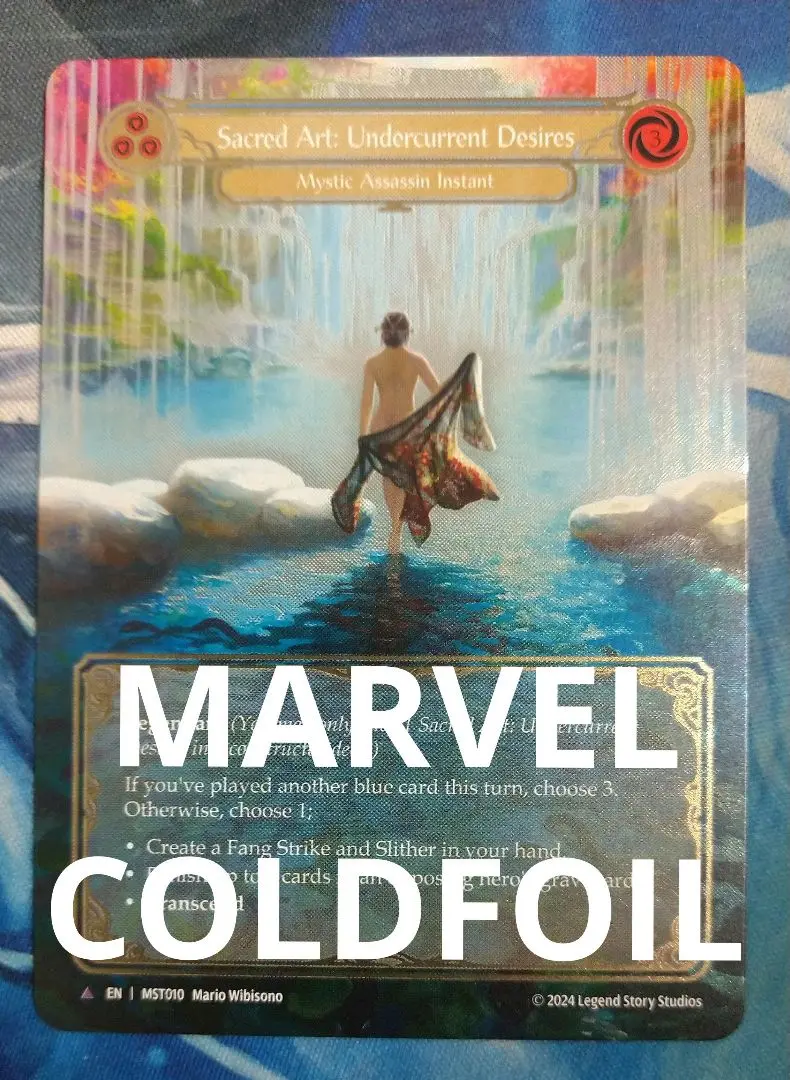 Sacred Art: Undercurrent Desires
3
Mystic Assassin Instant
MARVEL
If you've played another blue card this turn, choose 3.
Otherwise, choose 1;
• Create a Fang Strike and Slither in your hand.
COLDFOIL
EN | MST010 Mario Wibisono
© 2024 Legend Story Studios